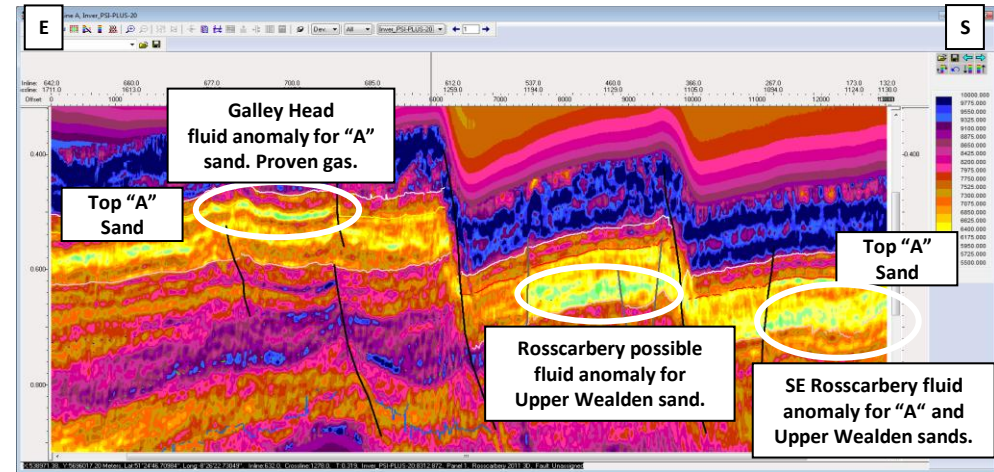 E
S
ne A, Inver_PSI-PLUS-20
Dev.
All
Inver_PSI-PLUS-20
1
Inline: 642.0 660.0 677.0 700.0 685.0 612.0 537.0 460.0 366.0 267.0 173.0 132.0
1711.0 1613.0 1259.0 1194.0 1129.0 1105.0 1094.0 1124.0 1130.0
Offset: 0 1000 6000 7000 8000 9000 10000 11000 12000
Galley Head
fluid anomaly for “A”
sand. Proven gas.
Top “A”
Sand
Top “A”
Sand
Rosscarbery possible
fluid anomaly for
Upper Wealden sand.
SE Rosscarbery fluid
anomaly for “A“ and
Upper Wealden sands.
0.400
0.600
0.800
-0.400
10000.000
9775.000
9550.000
9325.000
9100.000
8875.000
8650.000
8425.000
8200.000
7975.000
7750.000
7525.000
7300.000
7075.000
6850.000
6625.000
6400.000
6175.000
5950.000
5725.000
5500.000